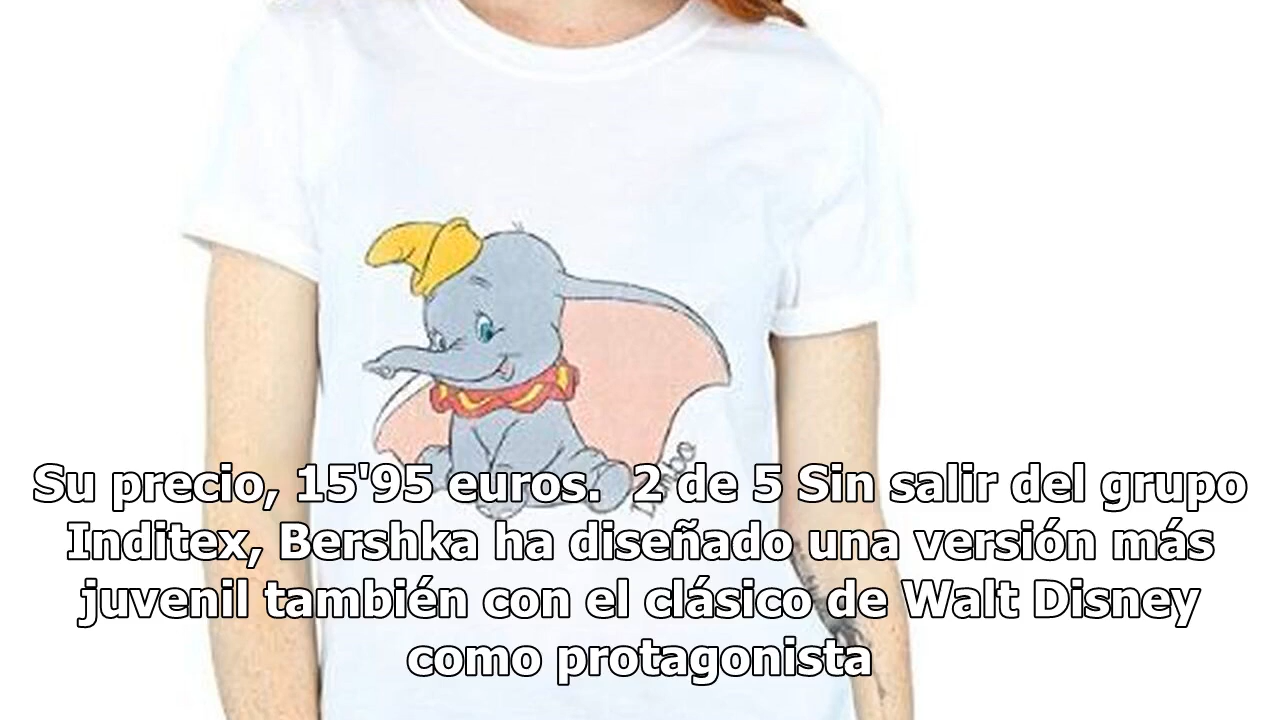 Su precio, 15'95 euros.  2 de 5 Sin salir del grupo
Inditex, Bershka ha diseñado una versión más
juvenil también con el clásico de Walt Disney
como protagonista